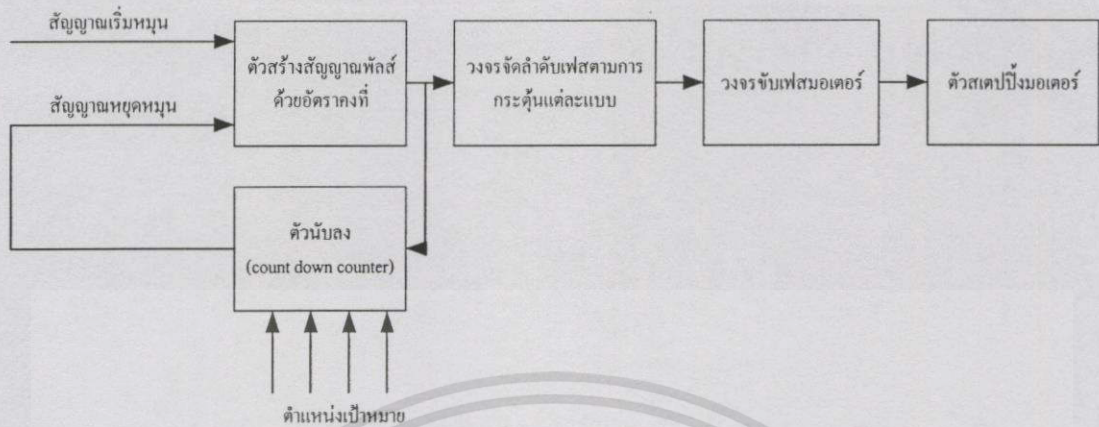 สัญญาณเริ่มหมุน
ตัวสร้างสัญญาณพัลส์
ด้วยอัตราคงที่
วงจรจัดลำดับเฟสตามการ
กระตุ้นแต่ละแบบ
วงจรขับเฟสมอเตอร์
ตัวสเตปปิ้งมอเตอร์
สัญญาณหยุดหมุน
ตัวนับลง
(count down counter)
ตำแหน่งเป้าหมาย